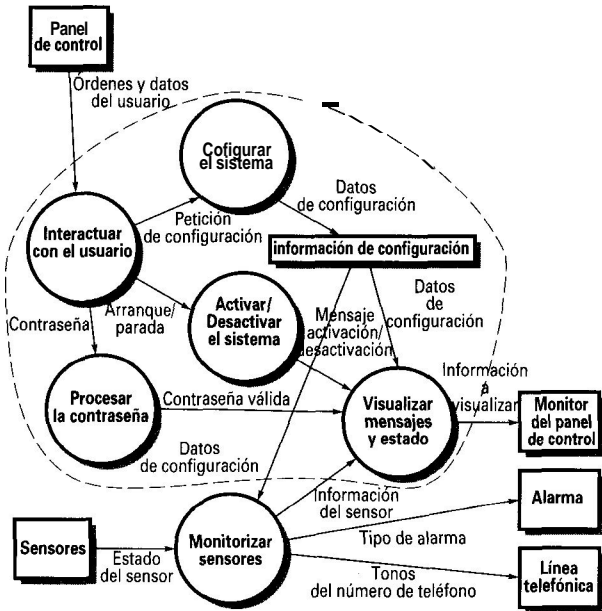 Panel
de control
Órdenes y datos
del usuario
Cofigurar
el sistema
Datos
de configuración
Petición
de configuración
Interactuar
con el usuario
información de configuración
Activar/
Desactivar
el sistema
Arranque/
parada
Contraseña
Mensaje
activación/
desactivación
Datos
de
configuración
Procesar
la contraseña
Contraseña válida
Visualizar
mensajes
y estado
Información
a
visualizar
Monitor
del panel
de control
Datos
de configuración
Información
del sensor
Alarma
Sensores
Estado
del sensor
Monitorizar
sensores
Tipo de alarma
Tonos
del número de teléfono
Línea
telefónica